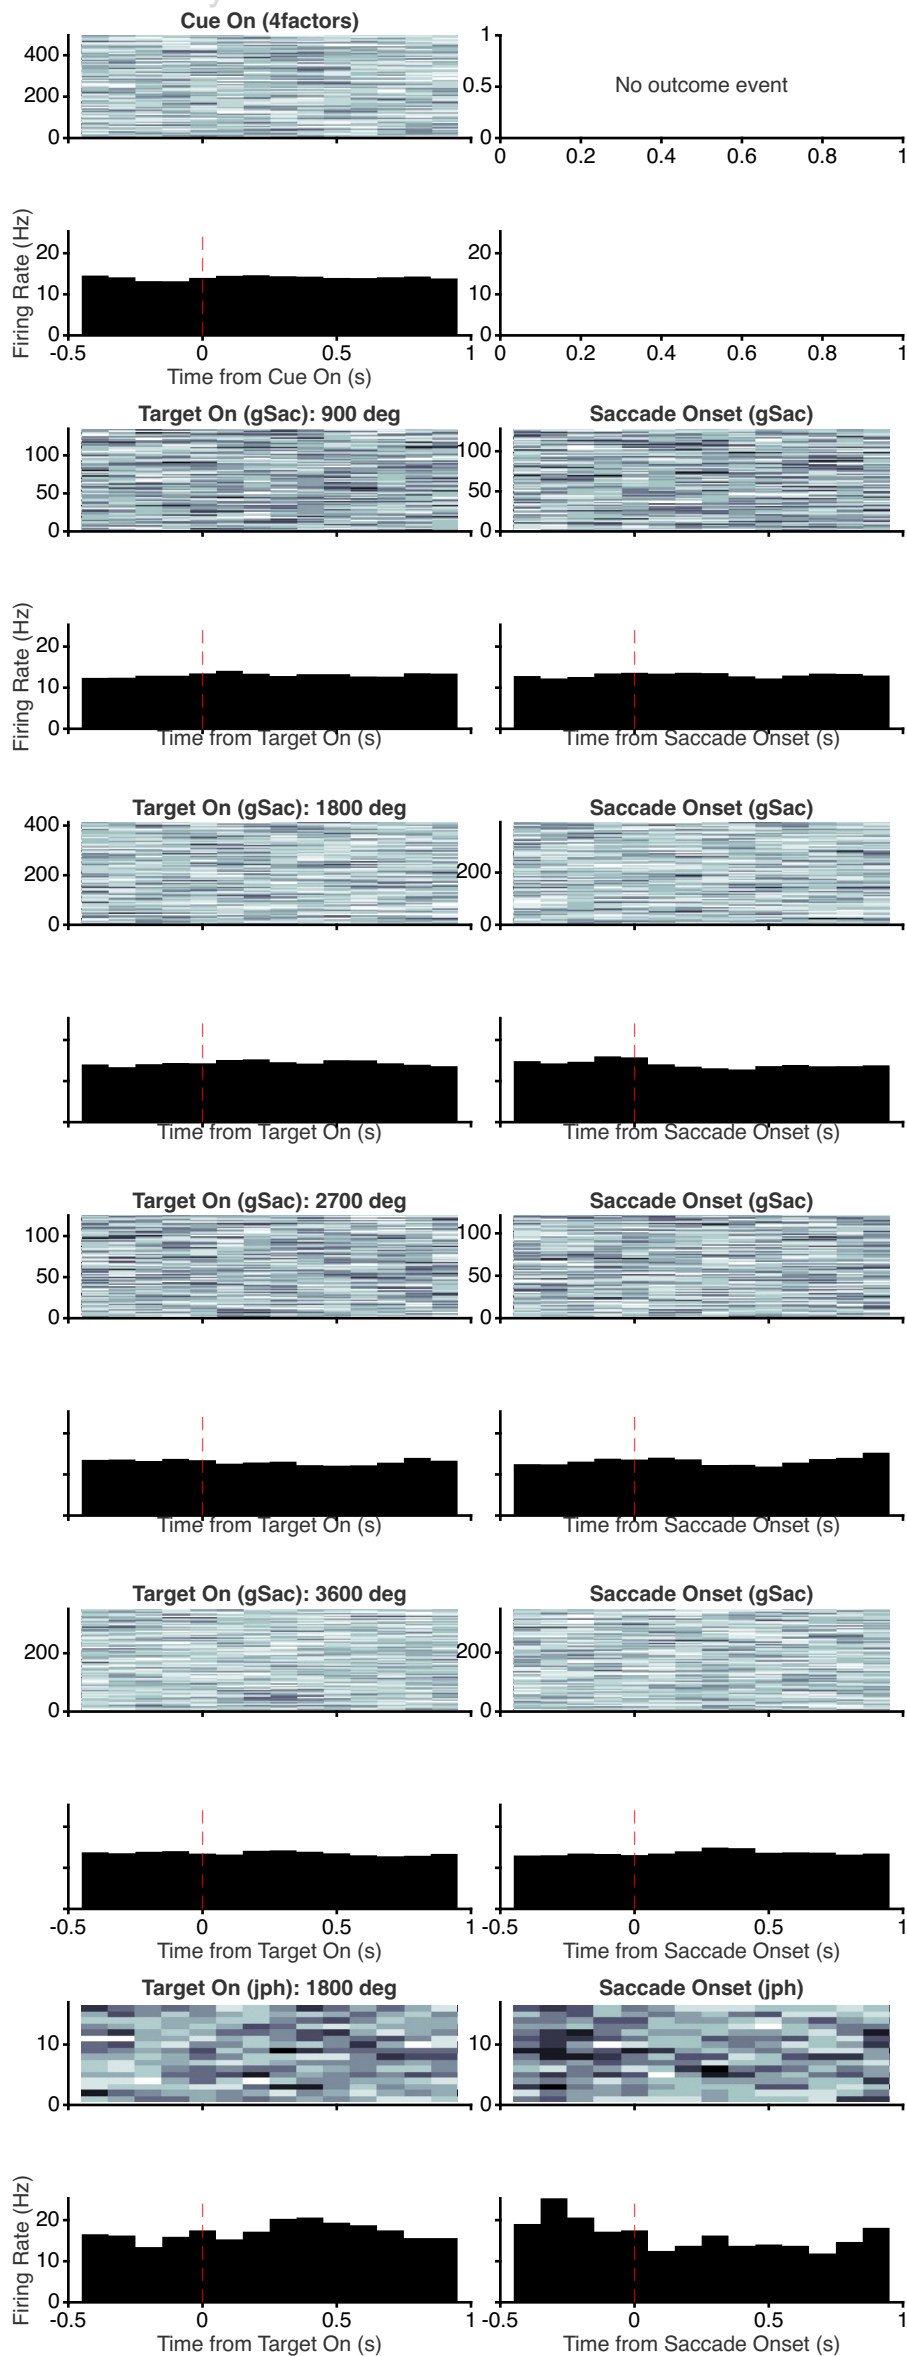 Cue On (4factors)
400
200
0
1
0.5
0
No outcome event
0 0.2 0.4 0.6 0.8 1
Firing Rate (Hz)
20
10
0
-0.5 0 0.5 1
Time from Cue On (s)
20
10
0
0 0.2 0.4 0.6 0.8 1
Target On (gSac): 900 deg
100
50
0
Saccade Onset (gSac)
100
50
0
Firing Rate (Hz)
20
10
0
Time from Target On (s)
Time from Saccade Onset (s)
Target On (gSac): 1800 deg
400
200
0
Saccade Onset (gSac)
200
0
Time from Target On (s)
Time from Saccade Onset (s)
Target On (gSac): 2700 deg
100
50
0
Saccade Onset (gSac)
100
50
0
Time from Target On (s)
Time from Saccade Onset (s)
Target On (gSac): 3600 deg
200
0
Saccade Onset (gSac)
200
0
-0.5 0 0.5 1
Time from Target On (s)
-0.5 0 0.5 1
Time from Saccade Onset (s)
Target On (jph): 1800 deg
10
0
Saccade Onset (jph)
10
0
Firing Rate (Hz)
20
10
0
-0.5 0 0.5 1
Time from Target On (s)
-0.5 0 0.5 1
Time from Saccade Onset (s)